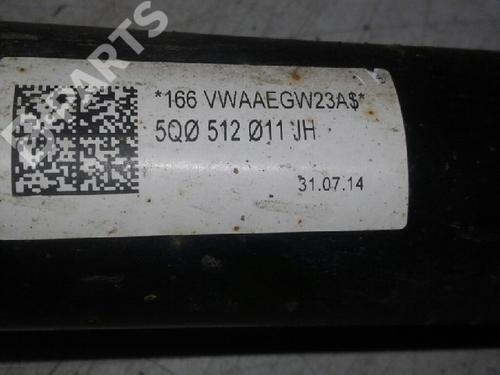 B-PARTS
*166 VWAAEGW23A$*
5QØ 512 Ø11 JH
31.07.14